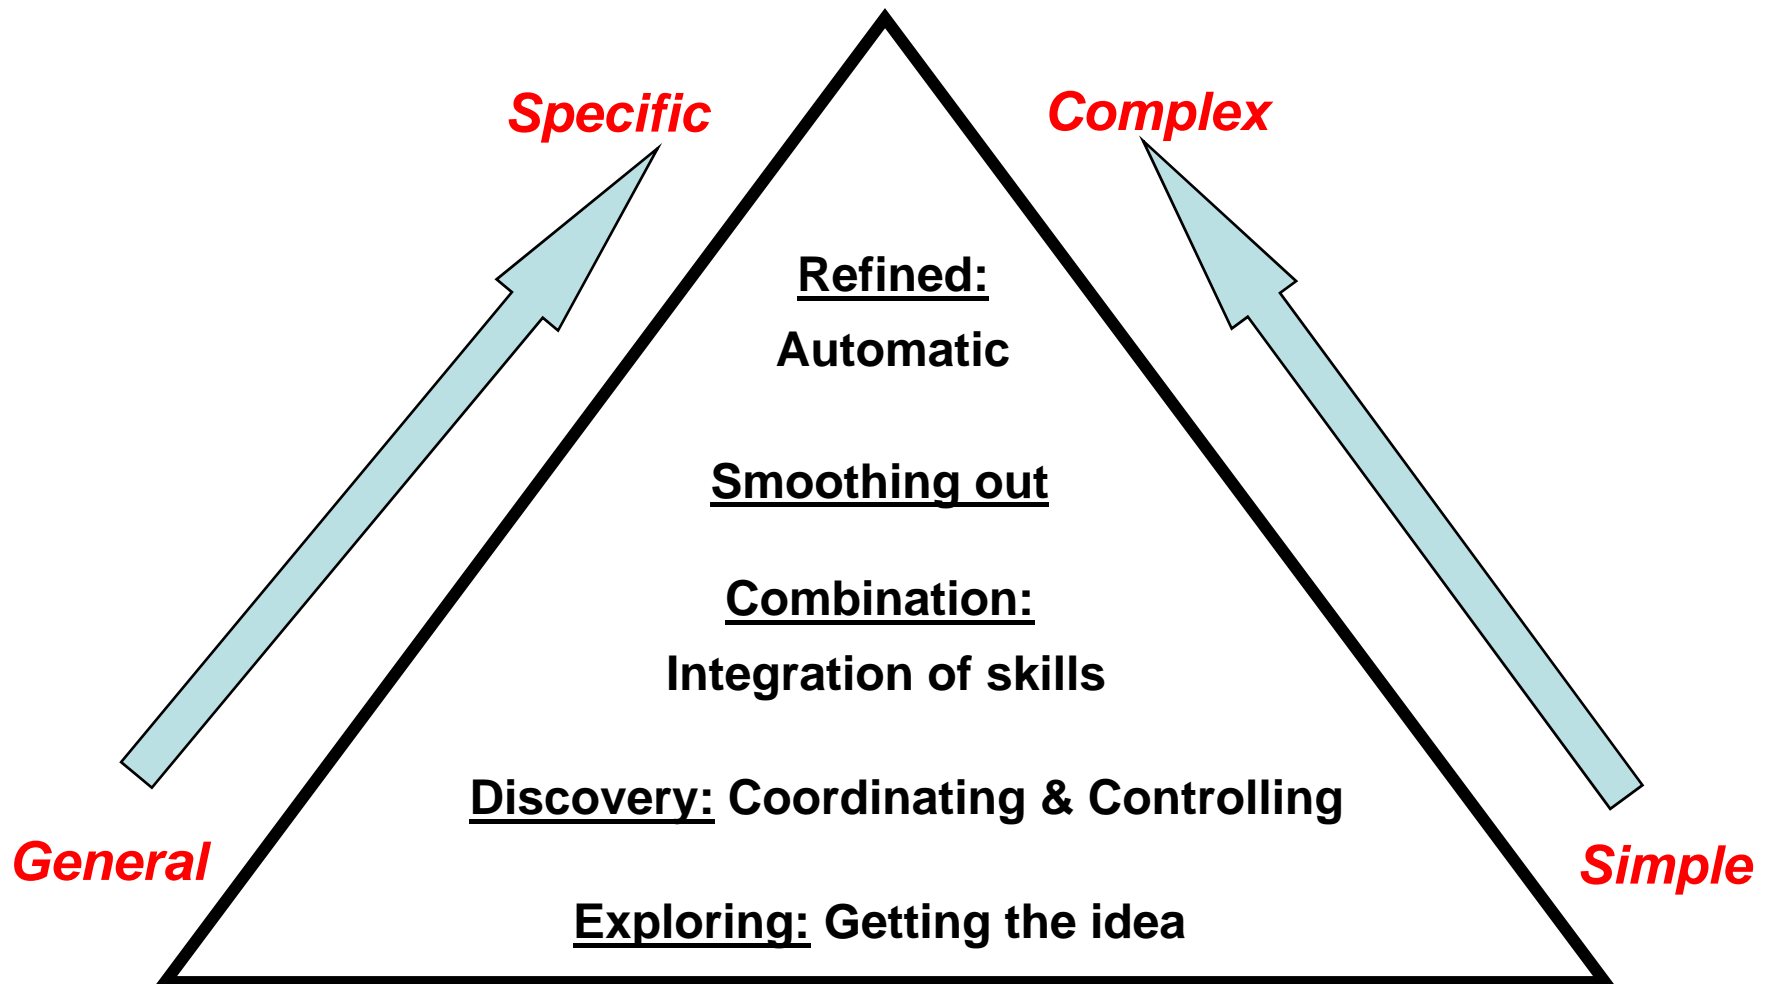 Specific
Complex
Refined:
Automatic
Smoothing out
Combination:
Integration of skills
Discovery: Coordinating & Controlling
General
Simple
Exploring: Getting the idea